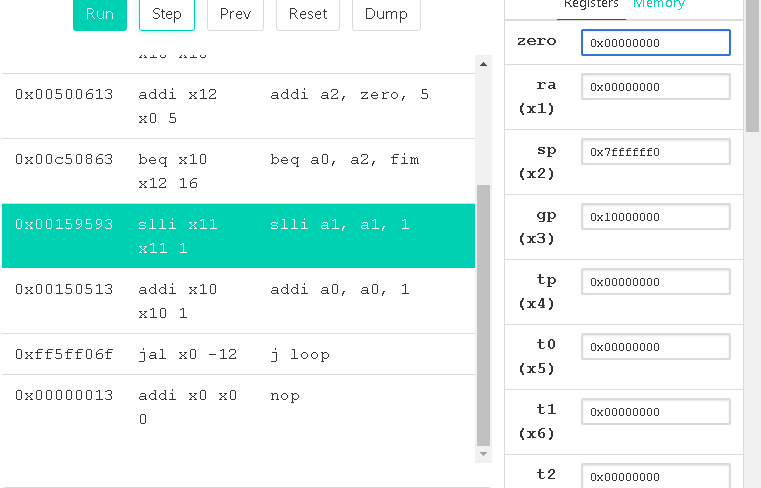 Registers Memory
Run Step Prev Reset Dump
0x00500613 addi x12 x0 5 addi a2, zero, 5
0x00c50863 beq x10 x12 16 beq a0, a2, fim
0x00159593 slli x11 x11 1 slli a1, a1, 1
0x00150513 addi x10 x10 1 addi a0, a0, 1
0xff5ff06f jal x0 -12 j loop
0x00000013 addi x0 x0 0 nop
zero 0x00000000
ra (x1) 0x00000000
sp (x2) 0x7ffffff0
gp (x3) 0x10000000
tp (x4) 0x00000000
t0 (x5) 0x00000000
t1 (x6) 0x00000000
t2 0x00000000